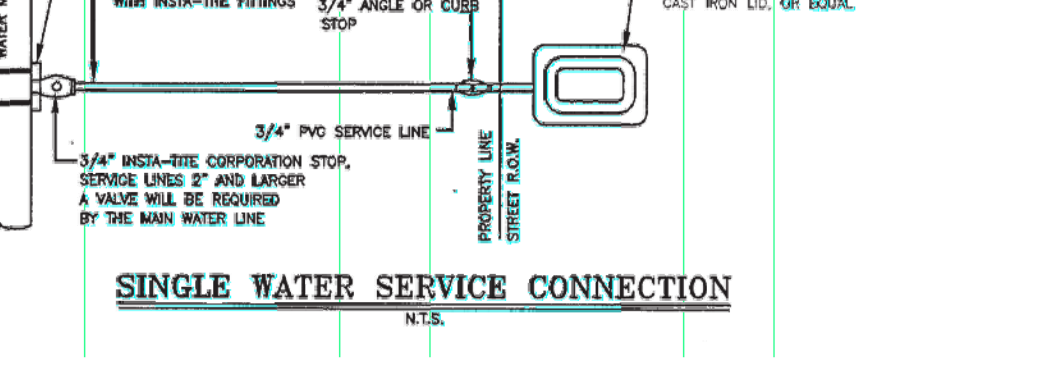 WITH INSTA-TITE FITTINGS
3/4" ANGLE OR CURB
STOP
CAST IRON LID, OR EQUAL
WATER
3/4" PVC SERVICE LINE
3/4" INSTA-TITE CORPORATION STOP.
SERVICE LINES 2" AND LARGER
A VALVE WILL BE REQUIRED
BY THE MAIN WATER LINE
PROPERTY LINE
STREET R.O.W.
SINGLE WATER SERVICE CONNECTION
N.T.S.